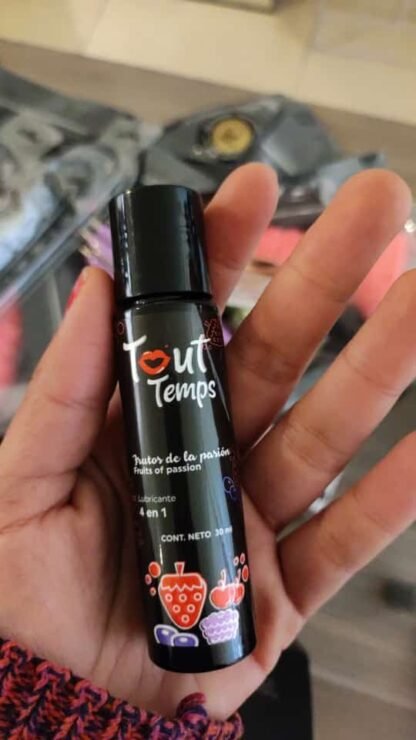 Tout
Temps
Frutos de la pasión
Fruits of passion
Lubricante
4 en 1
CONT. NETO 30 ml